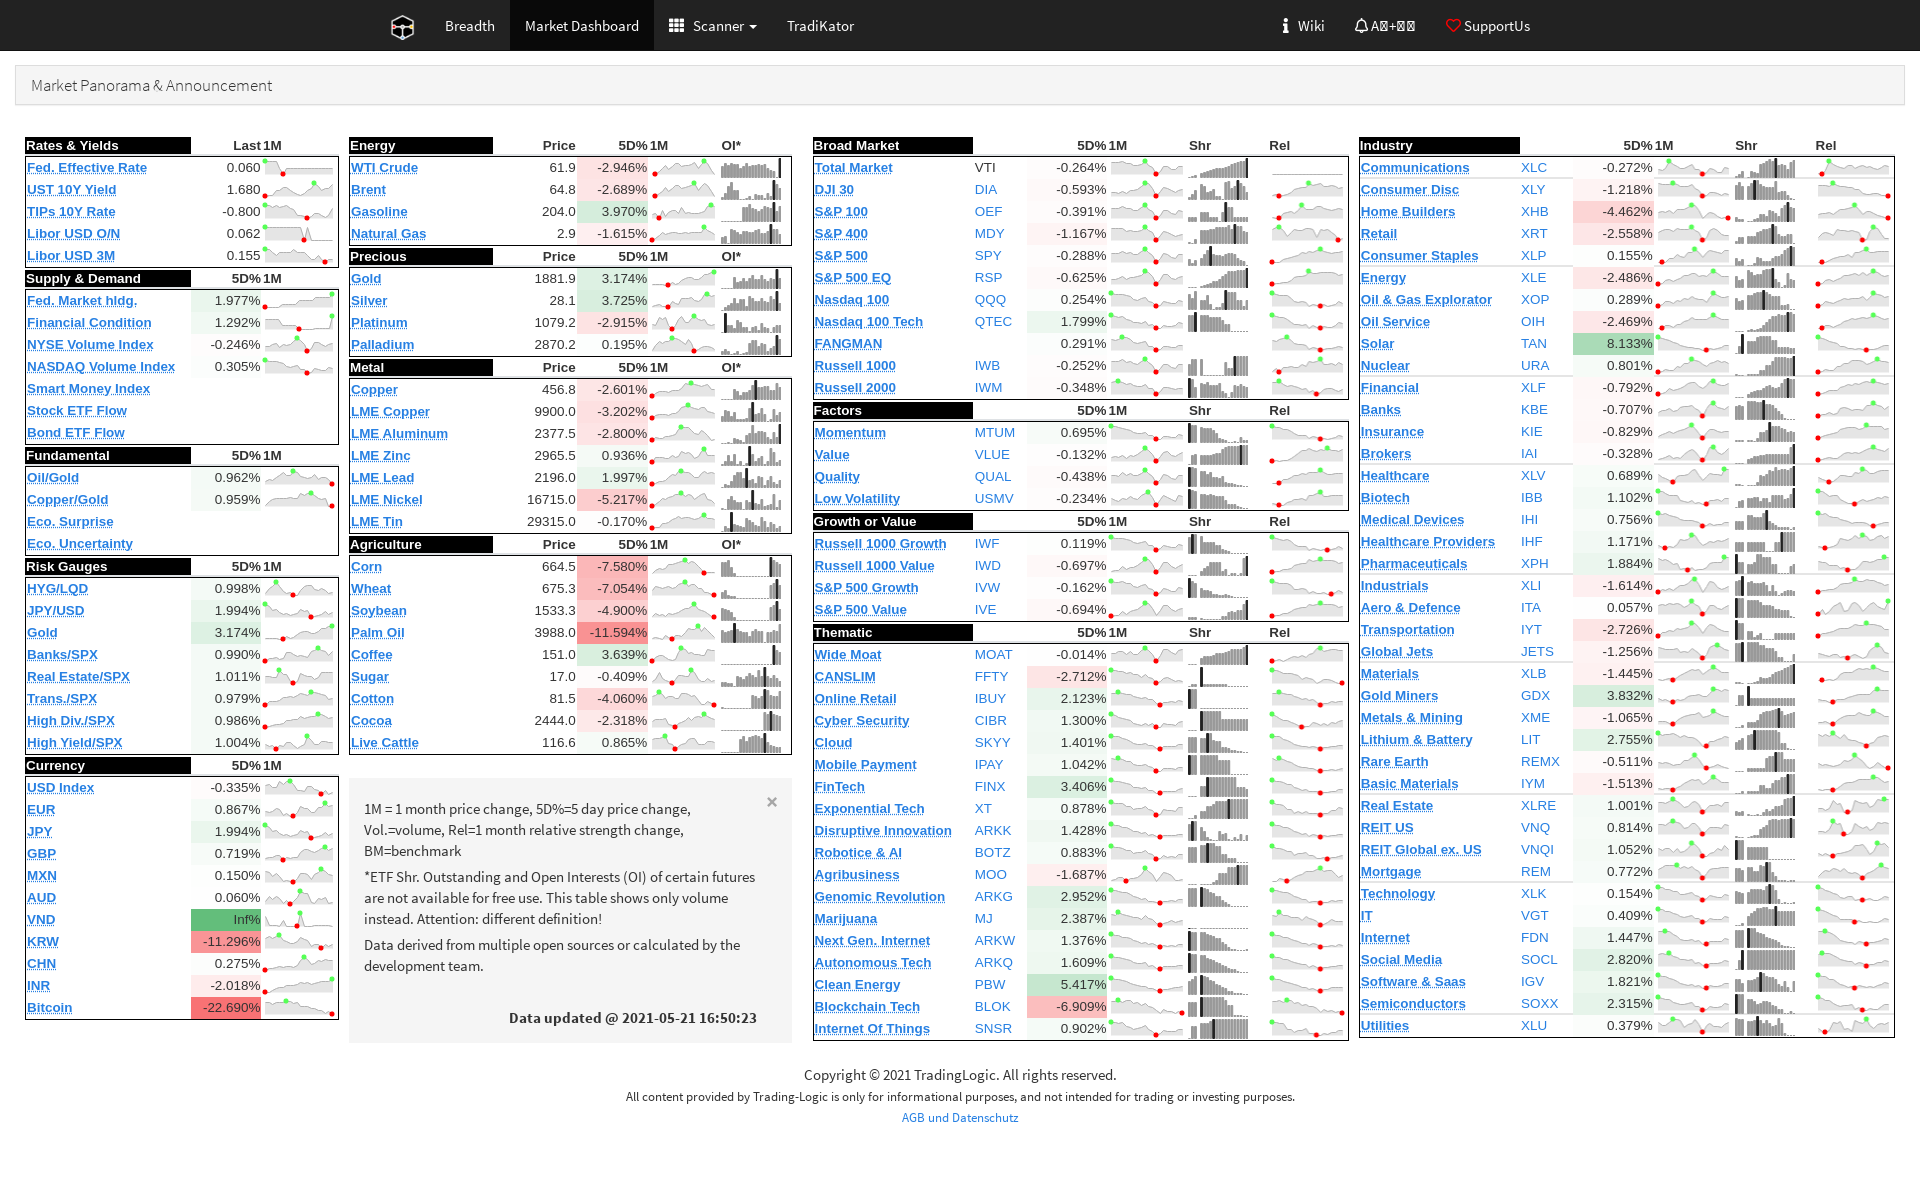 Breadth
Market Dashboard
Scanner
TradiKator
Wiki
SupportUs
Market Panorama & Announcement
Rates & Yields Last 1M
Fed. Effective Rate 0.060
UST 10Y Yield 1.680
TIPs 10Y Rate -0.800
Libor USD O/N 0.062
Libor USD 3M 0.155
Supply & Demand 5D% 1M
Fed. Market hldg. 1.977%
Financial Condition 1.292%
NYSE Volume Index -0.246%
NASDAQ Volume Index 0.305%
Smart Money Index
Stock ETF Flow
Bond ETF Flow
Fundamental 5D% 1M
Oil/Gold 0.962%
Copper/Gold 0.959%
Eco. Surprise
Eco. Uncertainty
Risk Gauges 5D% 1M
HYG/LQD 0.998%
JPY/USD 1.994%
Gold 3.174%
Banks/SPX 0.990%
Real Estate/SPX 1.011%
Trans./SPX 0.979%
High Div./SPX 0.986%
High Yield/SPX 1.004%
Currency 5D% 1M
USD Index -0.335%
EUR 0.867%
JPY 1.994%
GBP 0.719%
MXN 0.150%
AUD 0.060%
VND Inf%
KRW -11.296%
CHN 0.275%
INR -2.018%
Bitcoin -22.690%
Energy Price 5D% 1M OI*
WTI Crude 61.9 -2.946%
Brent 64.8 -2.689%
Gasoline 204.0 3.970%
Natural Gas 2.9 -1.615%
Precious Price 5D% 1M OI*
Gold 1881.9 3.174%
Silver 28.1 3.725%
Platinum 1079.2 -2.915%
Palladium 2870.2 0.195%
Metal Price 5D% 1M OI*
Copper 456.8 -2.601%
LME Copper 9900.0 -3.202%
LME Aluminum 2377.5 -2.800%
LME Zinc 2965.5 0.936%
LME Lead 2196.0 1.997%
LME Nickel 16715.0 -5.217%
LME Tin 29315.0 -0.170%
Agriculture Price 5D% 1M OI*
Corn 664.5 -7.580%
Wheat 675.3 -7.054%
Soybean 1533.3 -4.900%
Palm Oil 3988.0 -11.594%
Coffee 151.0 3.639%
Sugar 17.0 -0.409%
Cotton 81.5 -4.060%
Cocoa 2444.0 -2.318%
Live Cattle 116.6 0.865%
×
1M = 1 month price change, 5D%=5 day price change,
Vol.=volume, Rel=1 month relative strength change,
BM=benchmark
*ETF Shr. Outstanding and Open Interests (OI) of certain futures
are not available for free use. This table shows only volume
instead. Attention: different definition!
Data derived from multiple open sources or calculated by the
development team.
Data updated @ 2021-05-21 16:50:23
Broad Market 5D% 1M Shr Rel
Total Market VTI -0.264%
DJI 30 DIA -0.593%
S&P 100 OEF -0.391%
S&P 400 MDY -1.167%
S&P 500 SPY -0.288%
S&P 500 EQ RSP -0.625%
Nasdaq 100 QQQ 0.254%
Nasdaq 100 Tech QTEC 1.799%
FANGMAN 0.291%
Russell 1000 IWB -0.252%
Russell 2000 IWM -0.348%
Factors 5D% 1M Shr Rel
Momentum MTUM 0.695%
Value VLUE -0.132%
Quality QUAL -0.438%
Low Volatility USMV -0.234%
Growth or Value 5D% 1M Shr Rel
Russell 1000 Growth IWF 0.119%
Russell 1000 Value IWD -0.697%
S&P 500 Growth IVW -0.162%
S&P 500 Value IVE -0.694%
Thematic 5D% 1M Shr Rel
Wide Moat MOAT -0.014%
CANSLIM FFTY -2.712%
Online Retail IBUY 2.123%
Cyber Security CIBR 1.300%
Cloud SKYY 1.401%
Mobile Payment IPAY 1.042%
FinTech FINX 3.406%
Exponential Tech XT 0.878%
Disruptive Innovation ARKK 1.428%
Robotice & AI BOTZ 0.883%
Agribusiness MOO -1.687%
Genomic Revolution ARKG 2.952%
Marijuana MJ 2.387%
Next Gen. Internet ARKW 1.376%
Autonomous Tech ARKQ 1.609%
Clean Energy PBW 5.417%
Blockchain Tech BLOK -6.909%
Internet Of Things SNSR 0.902%
Industry 5D% 1M Shr Rel
Communications XLC -0.272%
Consumer Disc XLY -1.218%
Home Builders XHB -4.462%
Retail XRT -2.558%
Consumer Staples XLP 0.155%
Energy XLE -2.486%
Oil & Gas Explorator XOP 0.289%
Oil Service OIH -2.469%
Solar TAN 8.133%
Nuclear URA 0.801%
Financial XLF -0.792%
Banks KBE -0.707%
Insurance KIE -0.829%
Brokers IAI -0.328%
Healthcare XLV 0.689%
Biotech IBB 1.102%
Medical Devices IHI 0.756%
Healthcare Providers IHF 1.171%
Pharmaceuticals XPH 1.884%
Industrials XLI -1.614%
Aero & Defence ITA 0.057%
Transportation IYT -2.726%
Global Jets JETS -1.256%
Materials XLB -1.445%
Gold Miners GDX 3.832%
Metals & Mining XME -1.065%
Lithium & Battery LIT 2.755%
Rare Earth REMX -0.511%
Basic Materials IYM -1.513%
Real Estate XLRE 1.001%
REIT US VNQ 0.814%
REIT Global ex. US VNQI 1.052%
Mortgage REM 0.772%
Technology XLK 0.154%
IT VGT 0.409%
Internet FDN 1.447%
Social Media SOCL 2.820%
Software & Saas IGV 1.821%
Semiconductors SOXX 2.315%
Utilities XLU 0.379%
Copyright © 2021 TradingLogic. All rights reserved.
All content provided by Trading-Logic is only for informational purposes, and not intended for trading or investing purposes.
AGB und Datenschutz